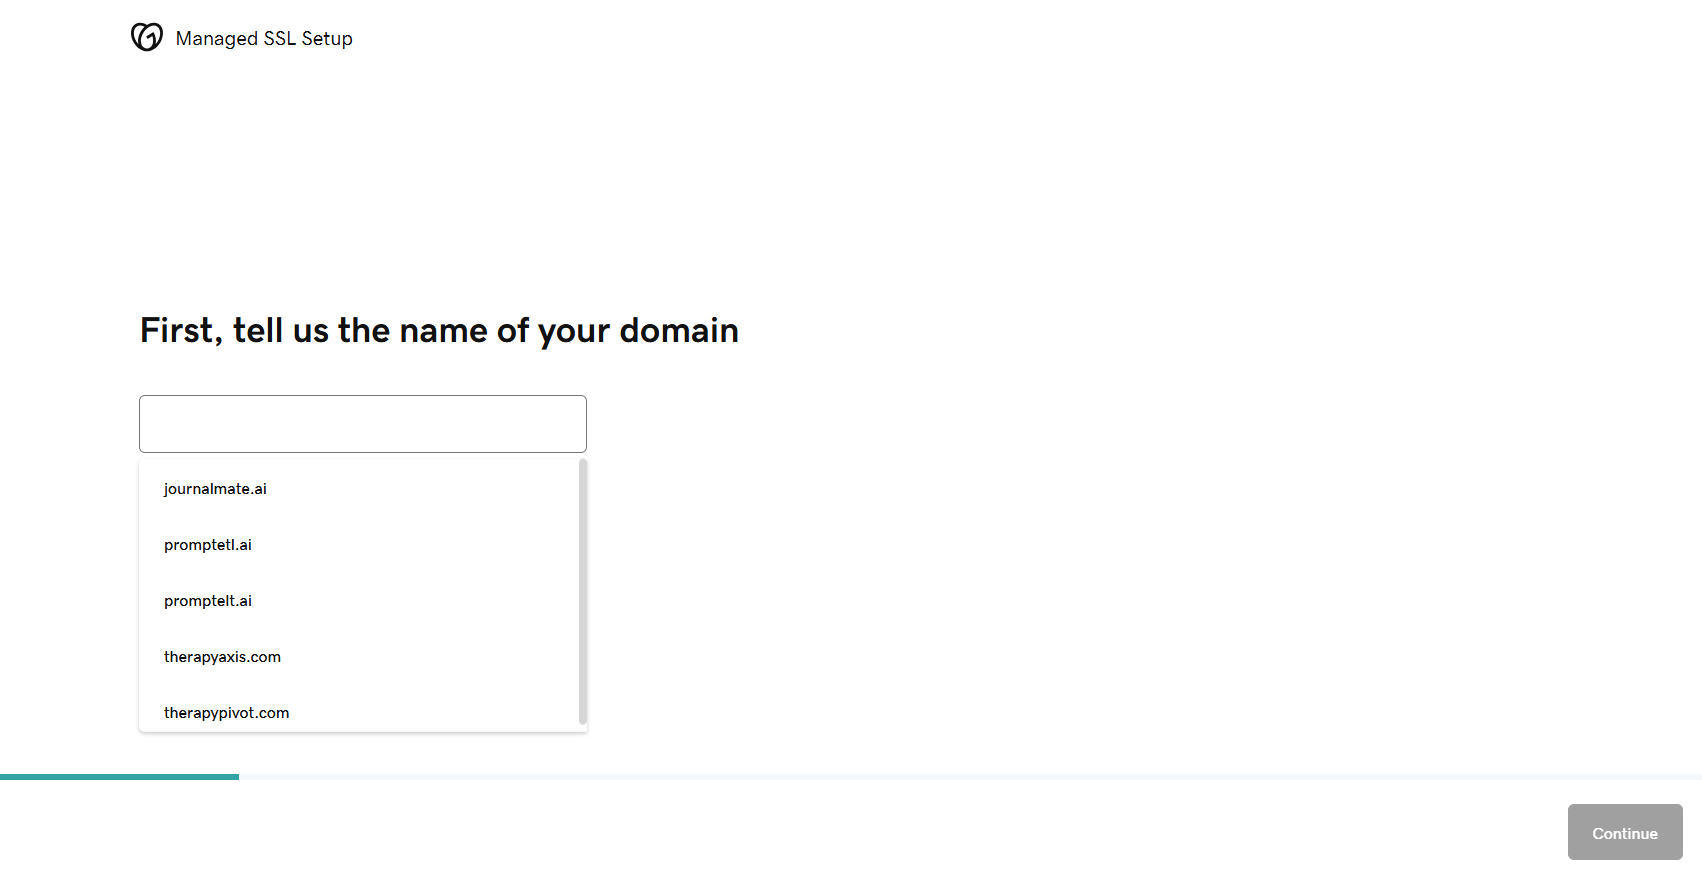 Managed SSL Setup
First, tell us the name of your domain
journalmate.ai
promptetl.ai
promptelt.ai
therapyaxis.com
therapypivot.com
Continue